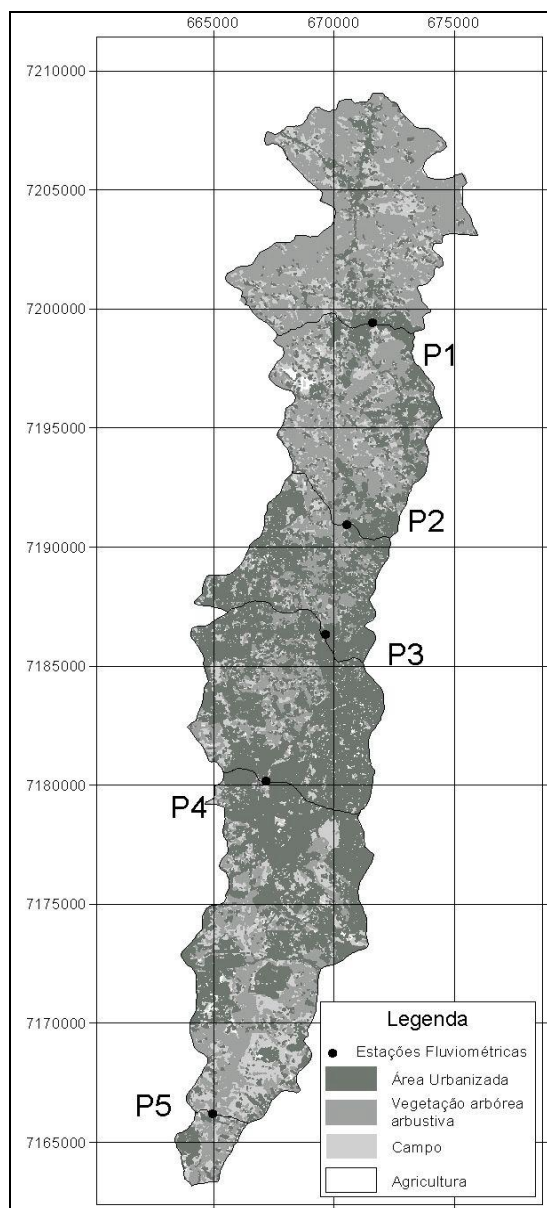 665000 670000 675000
7210000
7205000
7200000
P1
7195000
P2
7190000
P3
7185000
7180000
P4
7175000
7170000
P5
7165000
Legenda
Estações Fluviométricas
Área Urbanizada
Vegetação arbórea
arbustiva
Campo
Agricultura